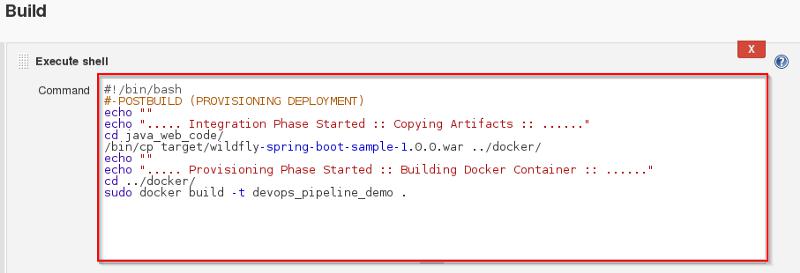 Build
X
Execute shell
?
Command
#!/bin/bash
#-POSTBUILD (PROVISIONING DEPLOYMENT)
echo ""
echo "..... Integration Phase Started :: Copying Artifacts :: ......"
cd java_web_code/
/bin/cp target/wildfly-spring-boot-sample-1.0.0.war ../docker/
echo ""
echo "..... Provisioning Phase Started :: Building Docker Container :: ......"
cd ../docker/
sudo docker build -t devops_pipeline_demo .